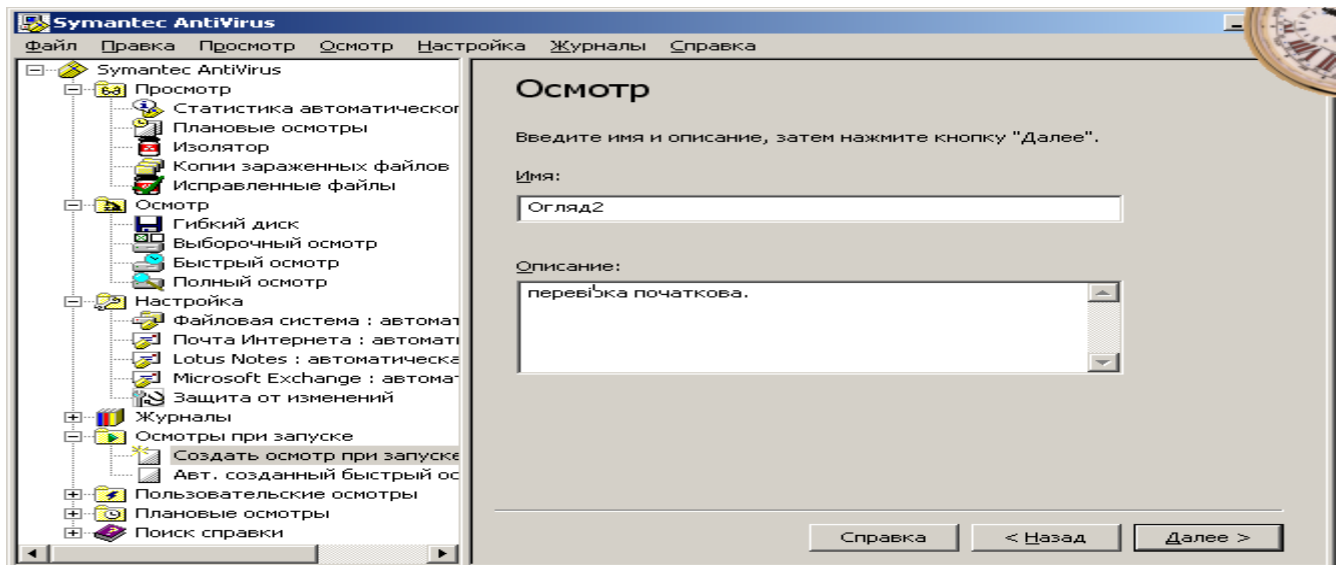 Symantec AntiVirus
Файл Правка Просмотр Осмотр Настройка Журналы Справка
Symantec AntiVirus
Просмотр
Статистика автоматическог
Плановые осмотры
Изолятор
Копии зараженных файлов
Исправленные файлы
Осмотр
Гибкий диск
Выборочный осмотр
Быстрый осмотр
Полный осмотр
Настройка
Файловая система : автомат
Почта Интернета : автомати
Lotus Notes : автоматическа
Microsoft Exchange : автомат
Защита от изменений
Журналы
Осмотры при запуске
Создать осмотр при запуске
Авт. созданный быстрый ос
Пользовательские осмотры
Плановые осмотры
Поиск справки
Осмотр
Введите имя и описание, затем нажмите кнопку "Далее".
Имя:
Огляд2
Описание:
перевірка початкова.
Справка < Назад Далее >